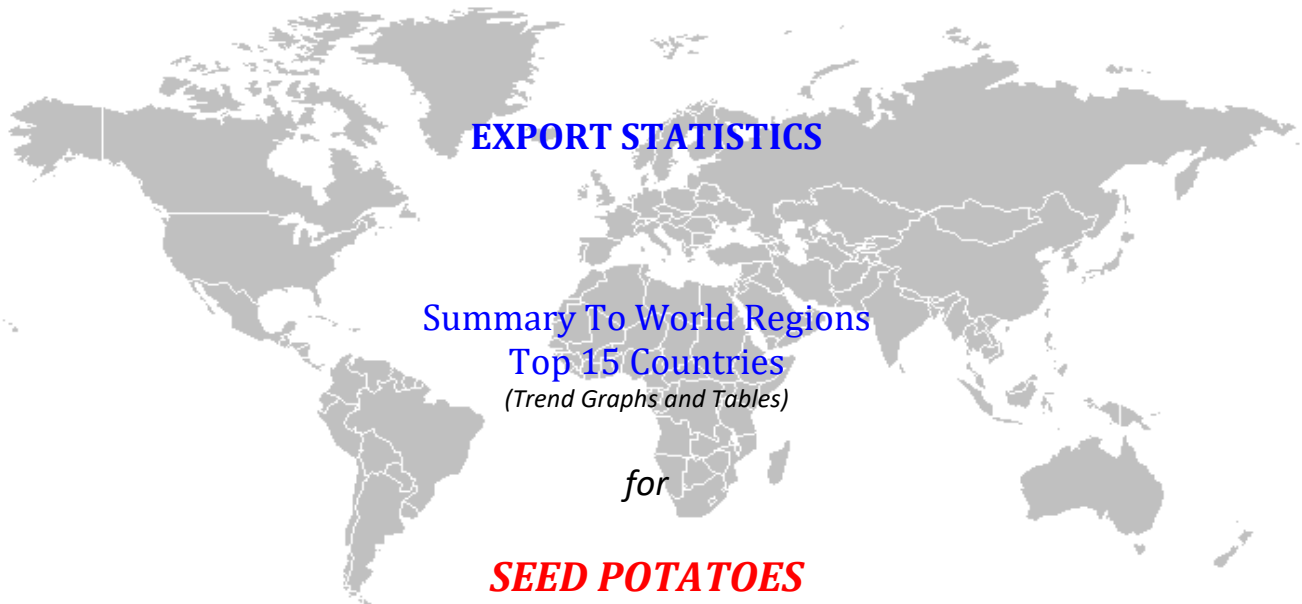 EXPORT STATISTICS
Summary To World Regions
Top 15 Countries
(Trend Graphs and Tables)
for
SEED POTATOES